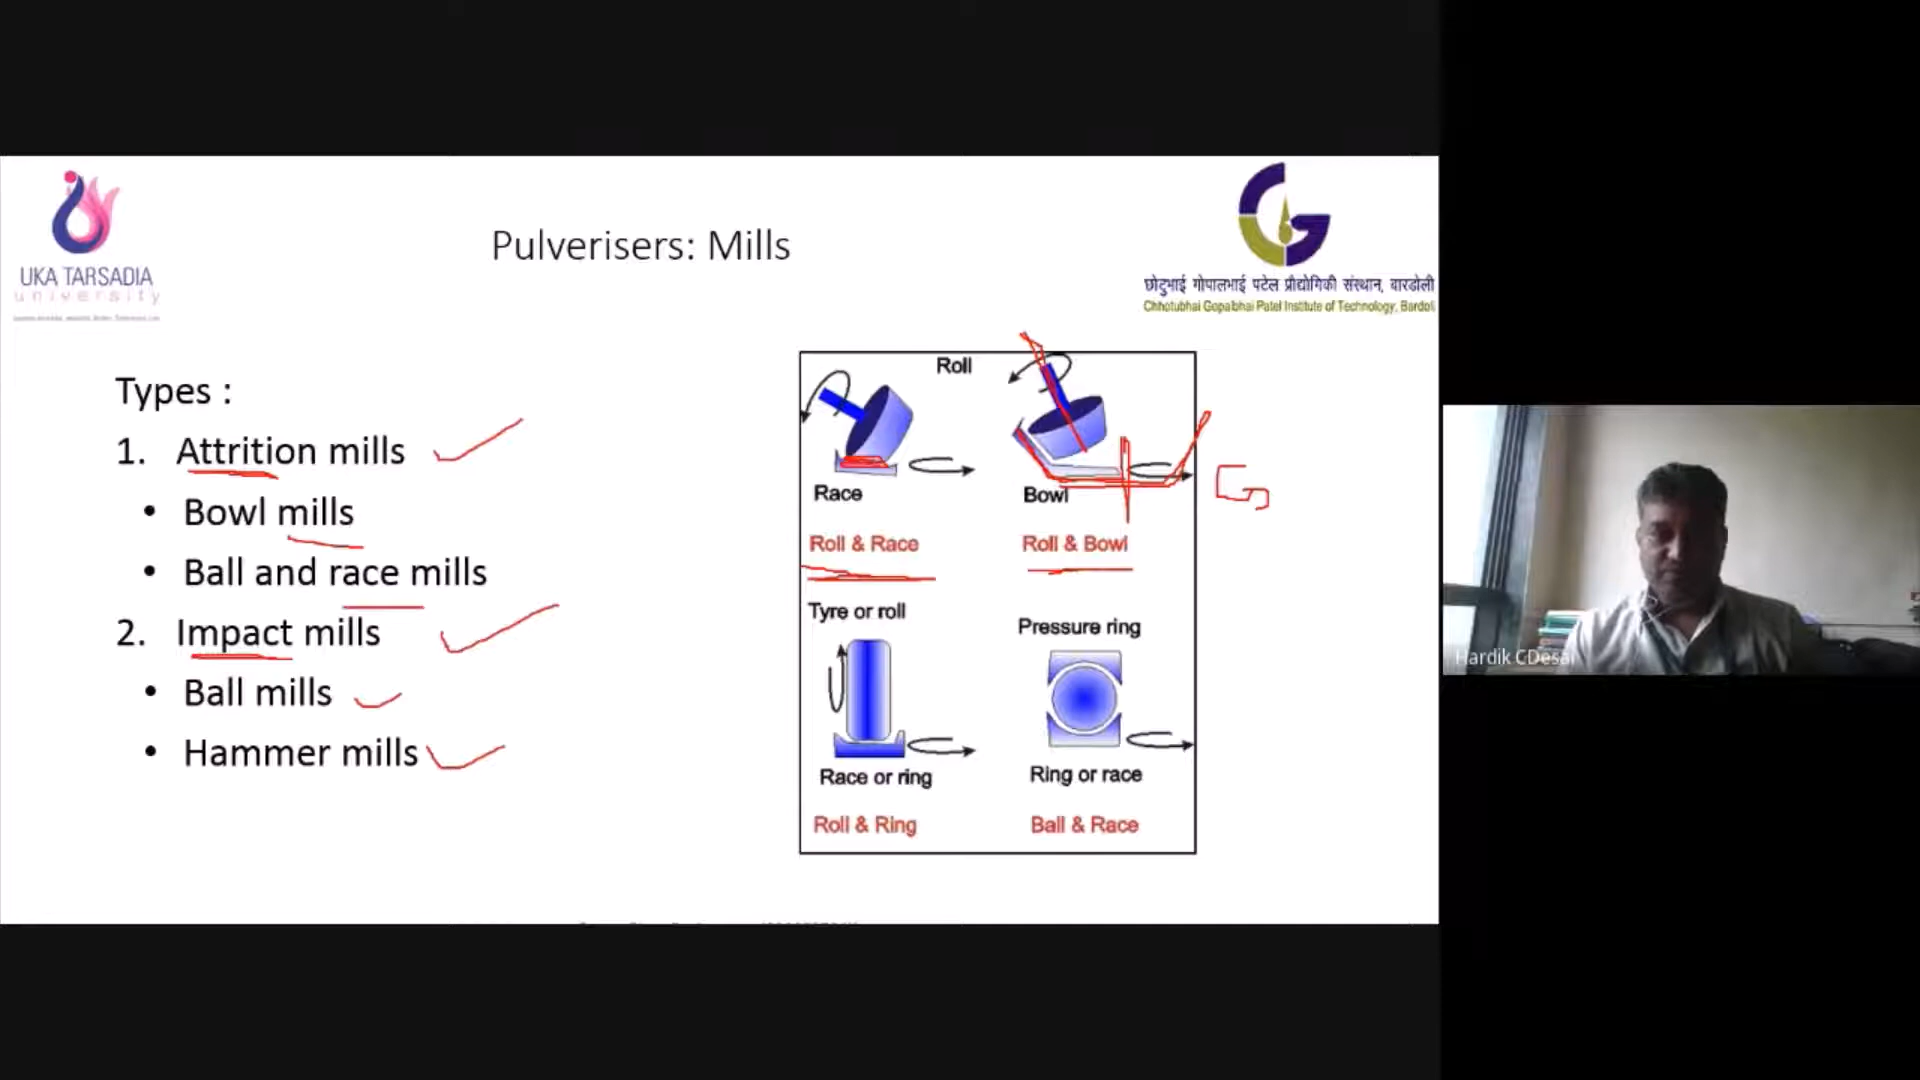 UKA TARSADIA
university
Pulverisers: Mills
छोटुभाई गोपालभाई पटेल प्रौद्योगिकी संस्थान, बारडोली
Chhotubhai Gopalbhai Patel Institute of Technology, Bardoli
Types :
1. Attrition mills
• Bowl mills
• Ball and race mills
2. Impact mills
• Ball mills
• Hammer mills
Roll
Race
Bowl
Roll & Race
Roll & Bowl
Tyre or roll
Pressure ring
Race or ring
Ring or race
Roll & Ring
Ball & Race
Hardik CDesai